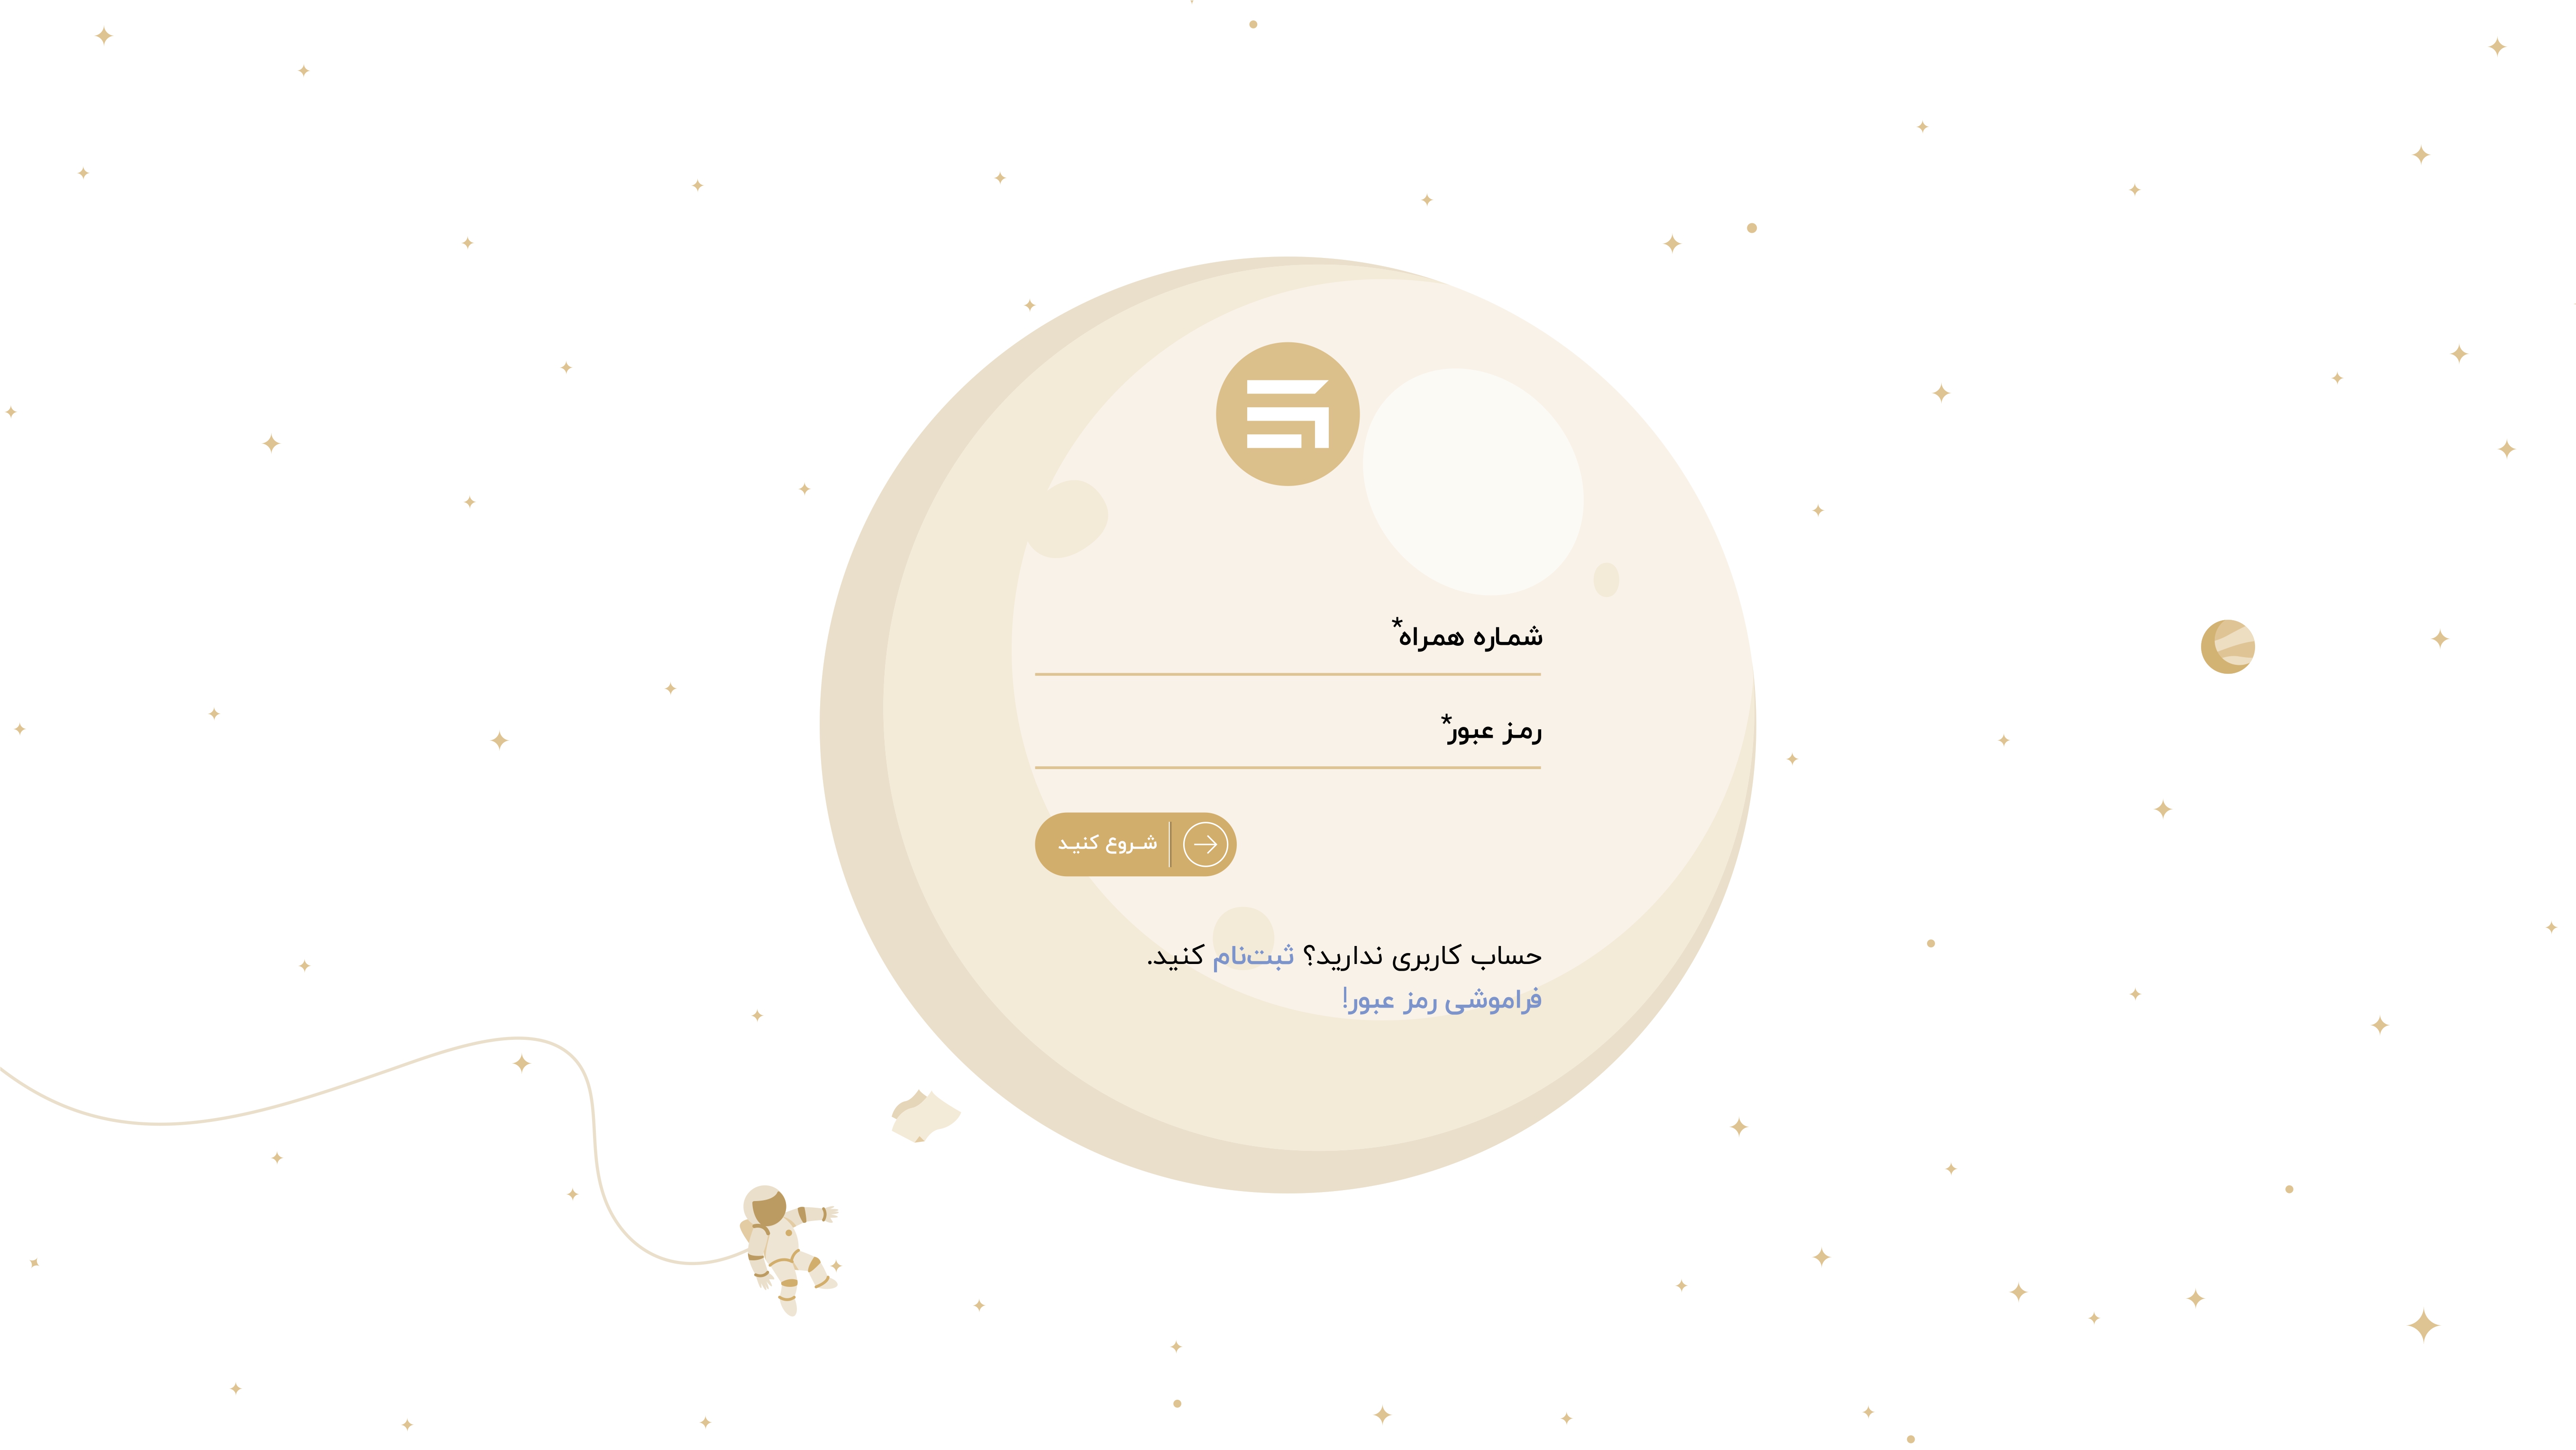 شماره همراه*
رمز عبور*
شروع کنید
حساب کاربری ندارید؟ ثبت‌نام کنید.
فراموشی رمز عبور!